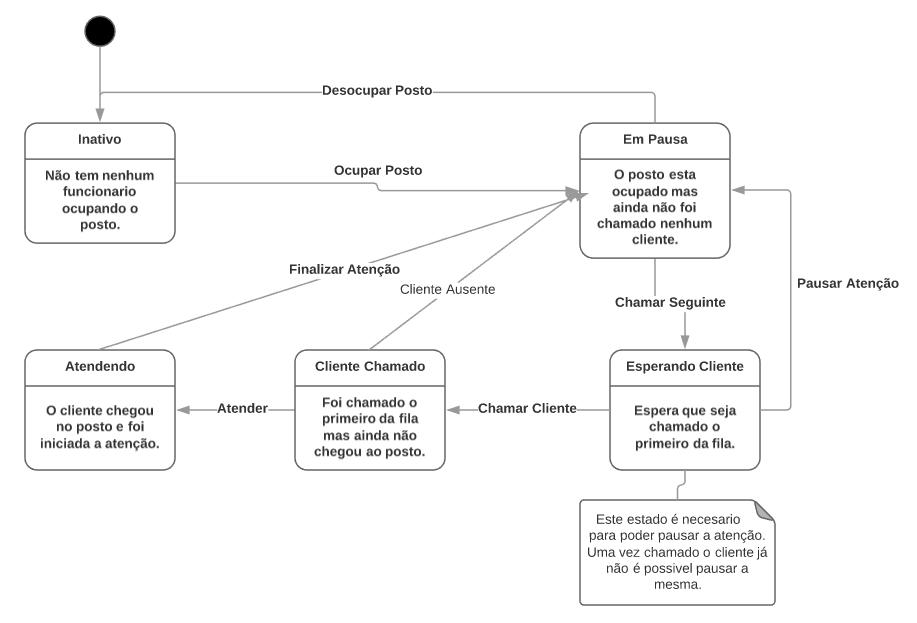 Desocupar Posto
Inativo
Não tem nenhum
funcionario
ocupando o
posto.
Ocupar Posto
Em Pausa
O posto esta
ocupado mas
ainda não foi
chamado nenhum
cliente.
Finalizar Atenção
Cliente Ausente
Pausar Atenção
Chamar Seguinte
Atendendo
O cliente chegou
no posto e foi
iniciada a atenção.
Atender
Cliente Chamado
Foi chamado o
primeiro da fila
mas ainda não
chegou ao posto.
Chamar Cliente
Esperando Cliente
Espera que seja
chamado o
primeiro da fila.
Este estado é necesario
para poder pausar a atenção.
Uma vez chamado o cliente já
não é possivel pausar a
mesma.